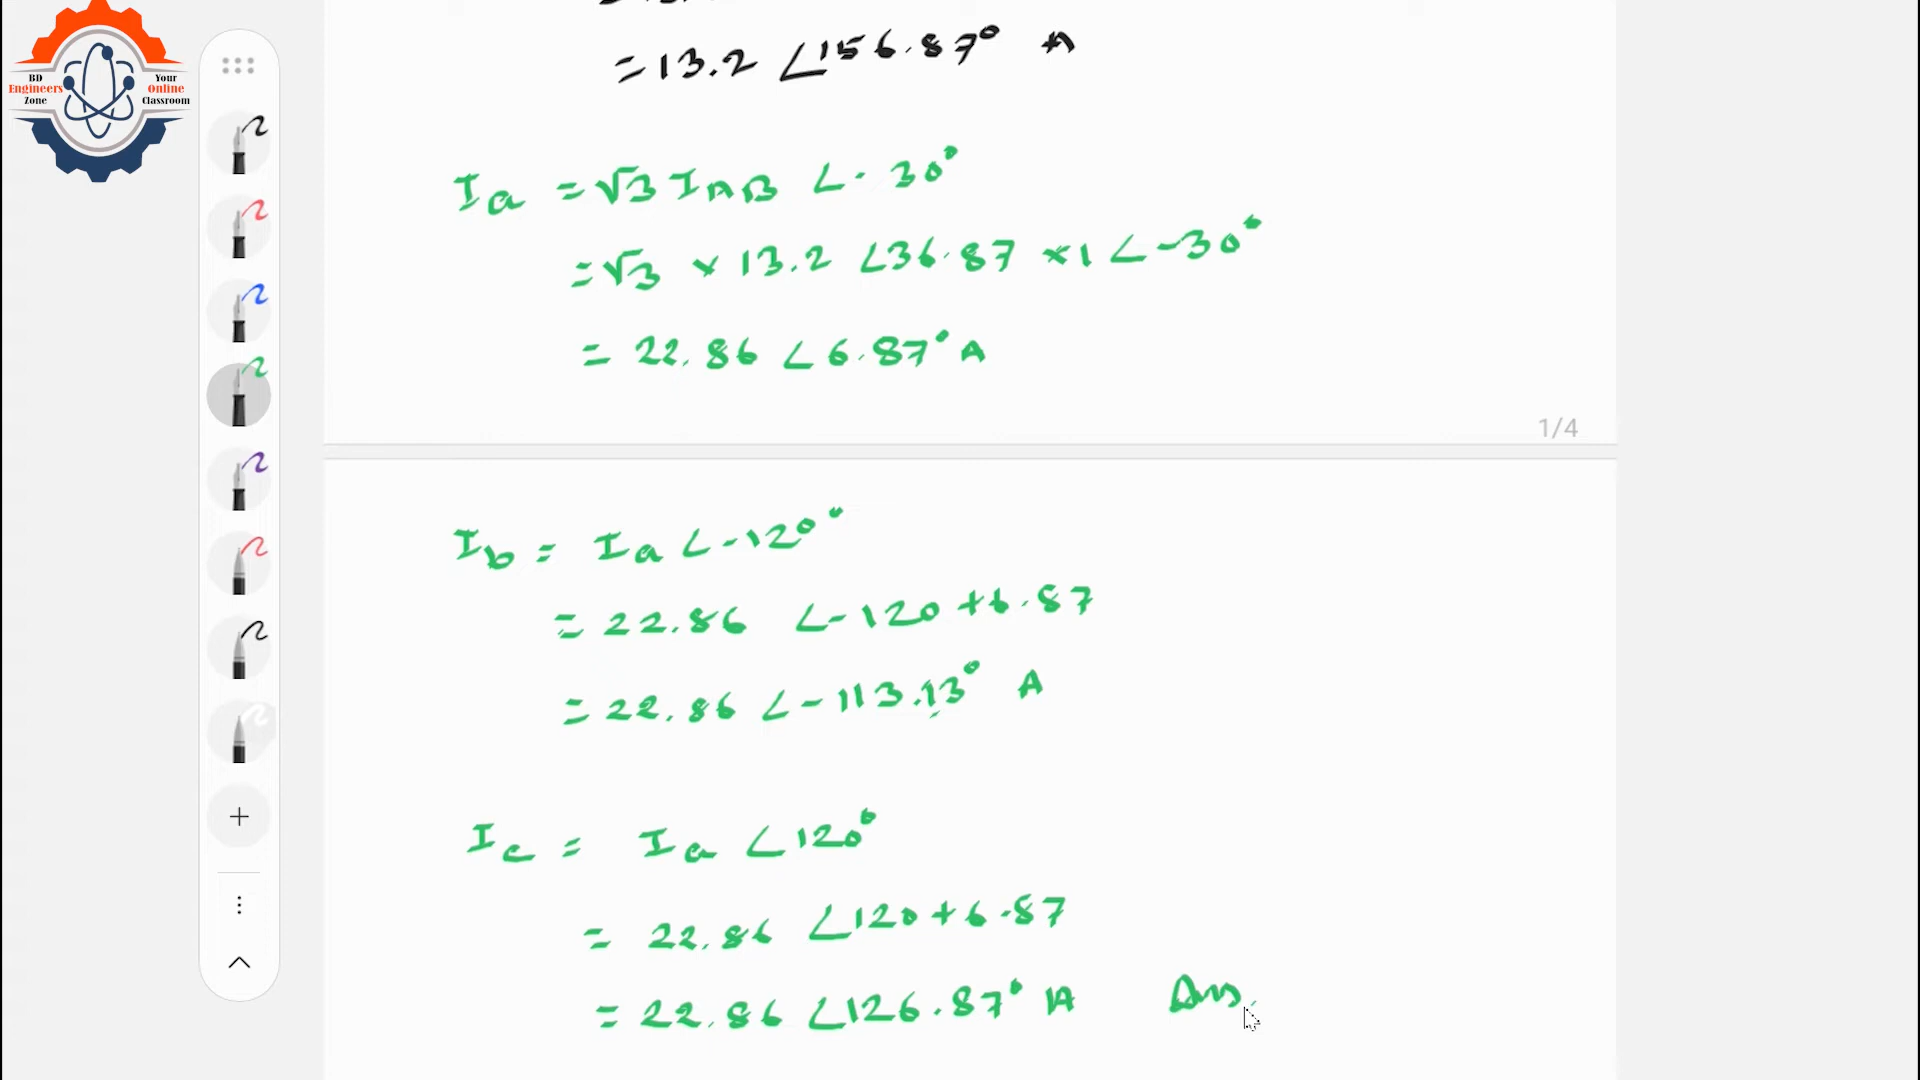 BD Engineers Zone
Your Online Classroom
= 13.2 ∠156.87° A
Ia = √3 IAB ∠-30°
= √3 × 13.2 ∠36.87 × 1 ∠-30°
= 22.86 ∠6.87° A
1/4
Ib = Ia ∠-120°
= 22.86 ∠-120+6.87
= 22.86 ∠-113.13° A
Ic = Ia ∠120°
= 22.86 ∠120+6.87
= 22.86 ∠126.87° A Ans